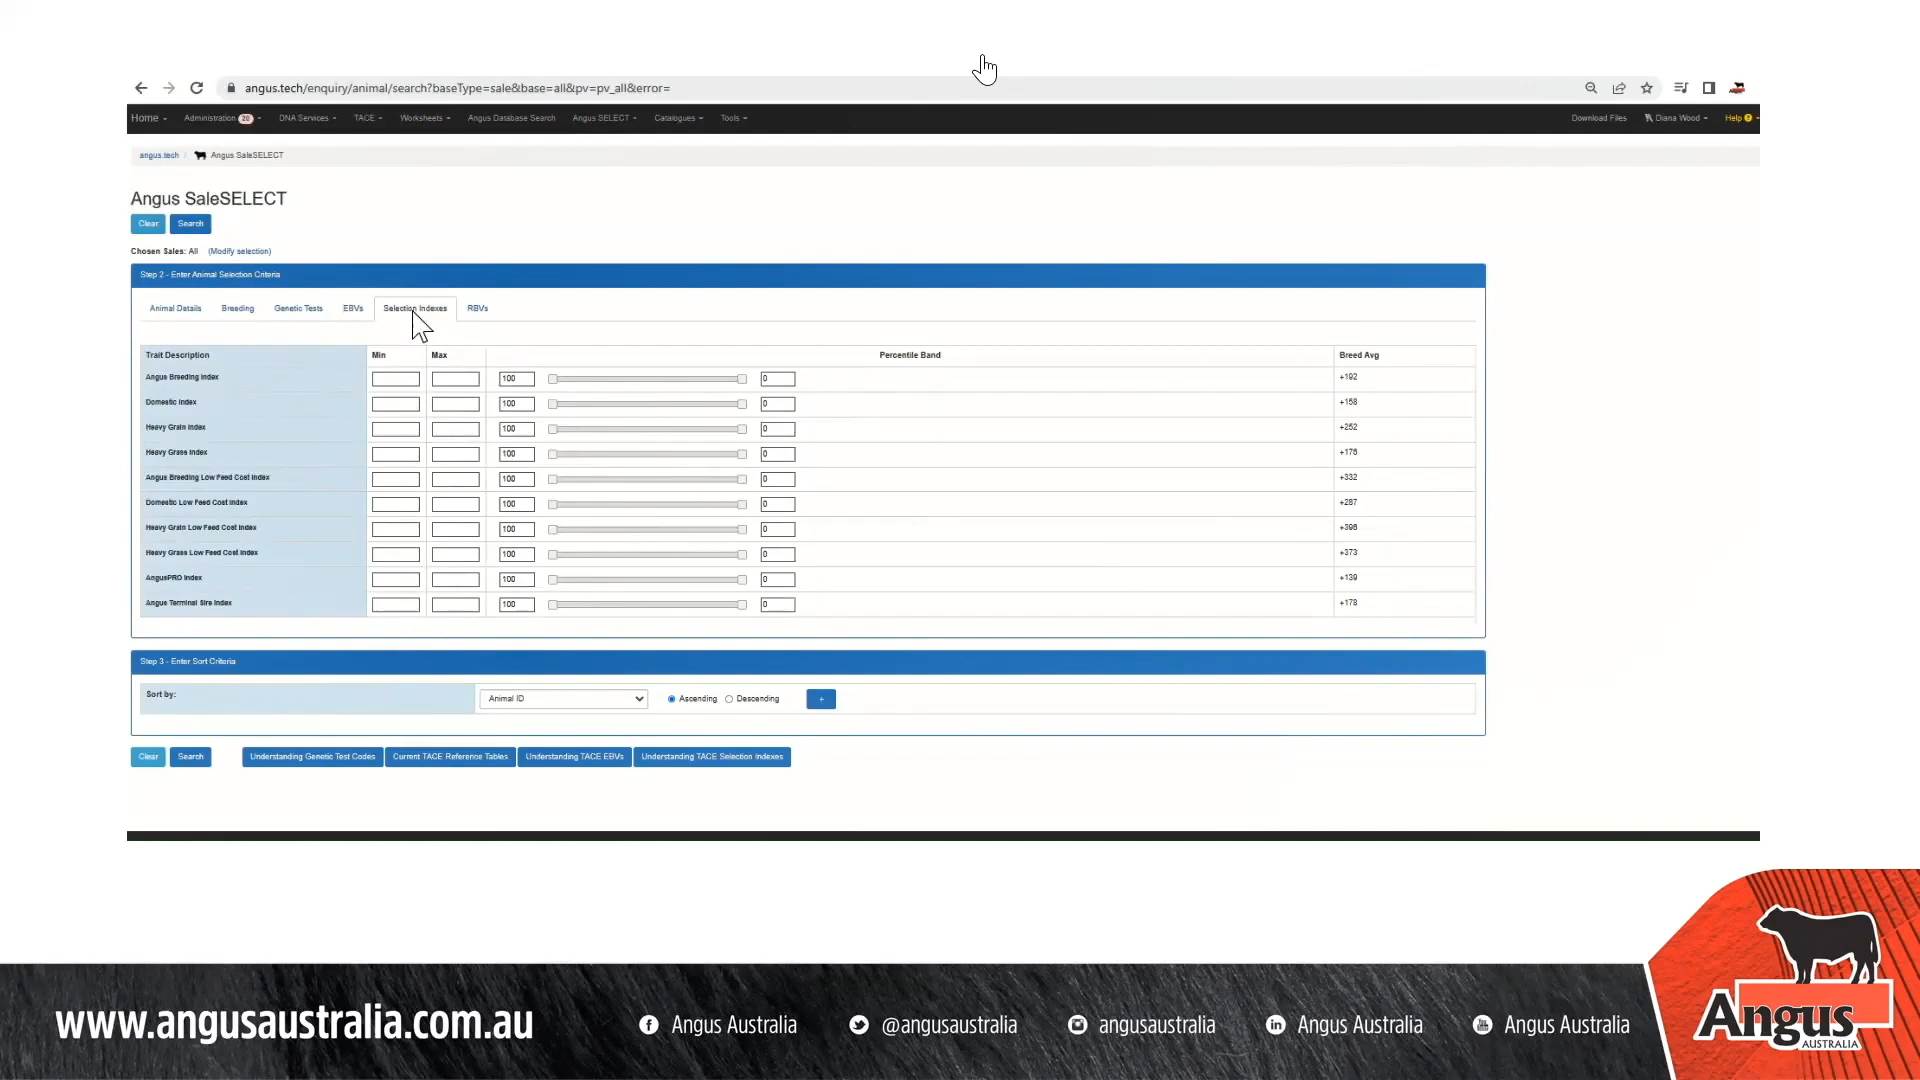 angus.tech/enquiry/animal/search?baseType=sale&base=all&pv=pv_all&error=
Home Administration 20 DNA Services TACE Worksheets Angus Database Search Angus SELECT Catalogues Tools Download Files Diana Wood Help
angus.tech / Angus SaleSELECT
Angus SaleSELECT
Clear Search
Chosen Sales: All (Modify selection)
Step 2 - Enter Animal Selection Criteria
Animal Details Breeding Genetic Tests EBVs Selection Indexes RBVs
Trait Description Min Max Percentile Band Breed Avg
Angus Breeding Index 100 0 +192
Domestic Index 100 0 +158
Heavy Grain Index 100 0 +252
Heavy Grass Index 100 0 +178
Angus Breeding Low Feed Cost Index 100 0 +332
Domestic Low Feed Cost Index 100 0 +287
Heavy Grain Low Feed Cost Index 100 0 +396
Heavy Grass Low Feed Cost Index 100 0 +373
AngusPRO Index 100 0 +139
Angus Terminal Sire Index 100 0 +178
Step 3 - Enter Sort Criteria
Sort by: Animal ID Ascending Descending +
Clear Search Understanding Genetic Test Codes Current TACE Reference Tables Understanding TACE EBVs Understanding TACE Selection Indexes
www.angusaustralia.com.au Angus Australia @angusaustralia angusaustralia Angus Australia Angus Australia
Angus
AUSTRALIA